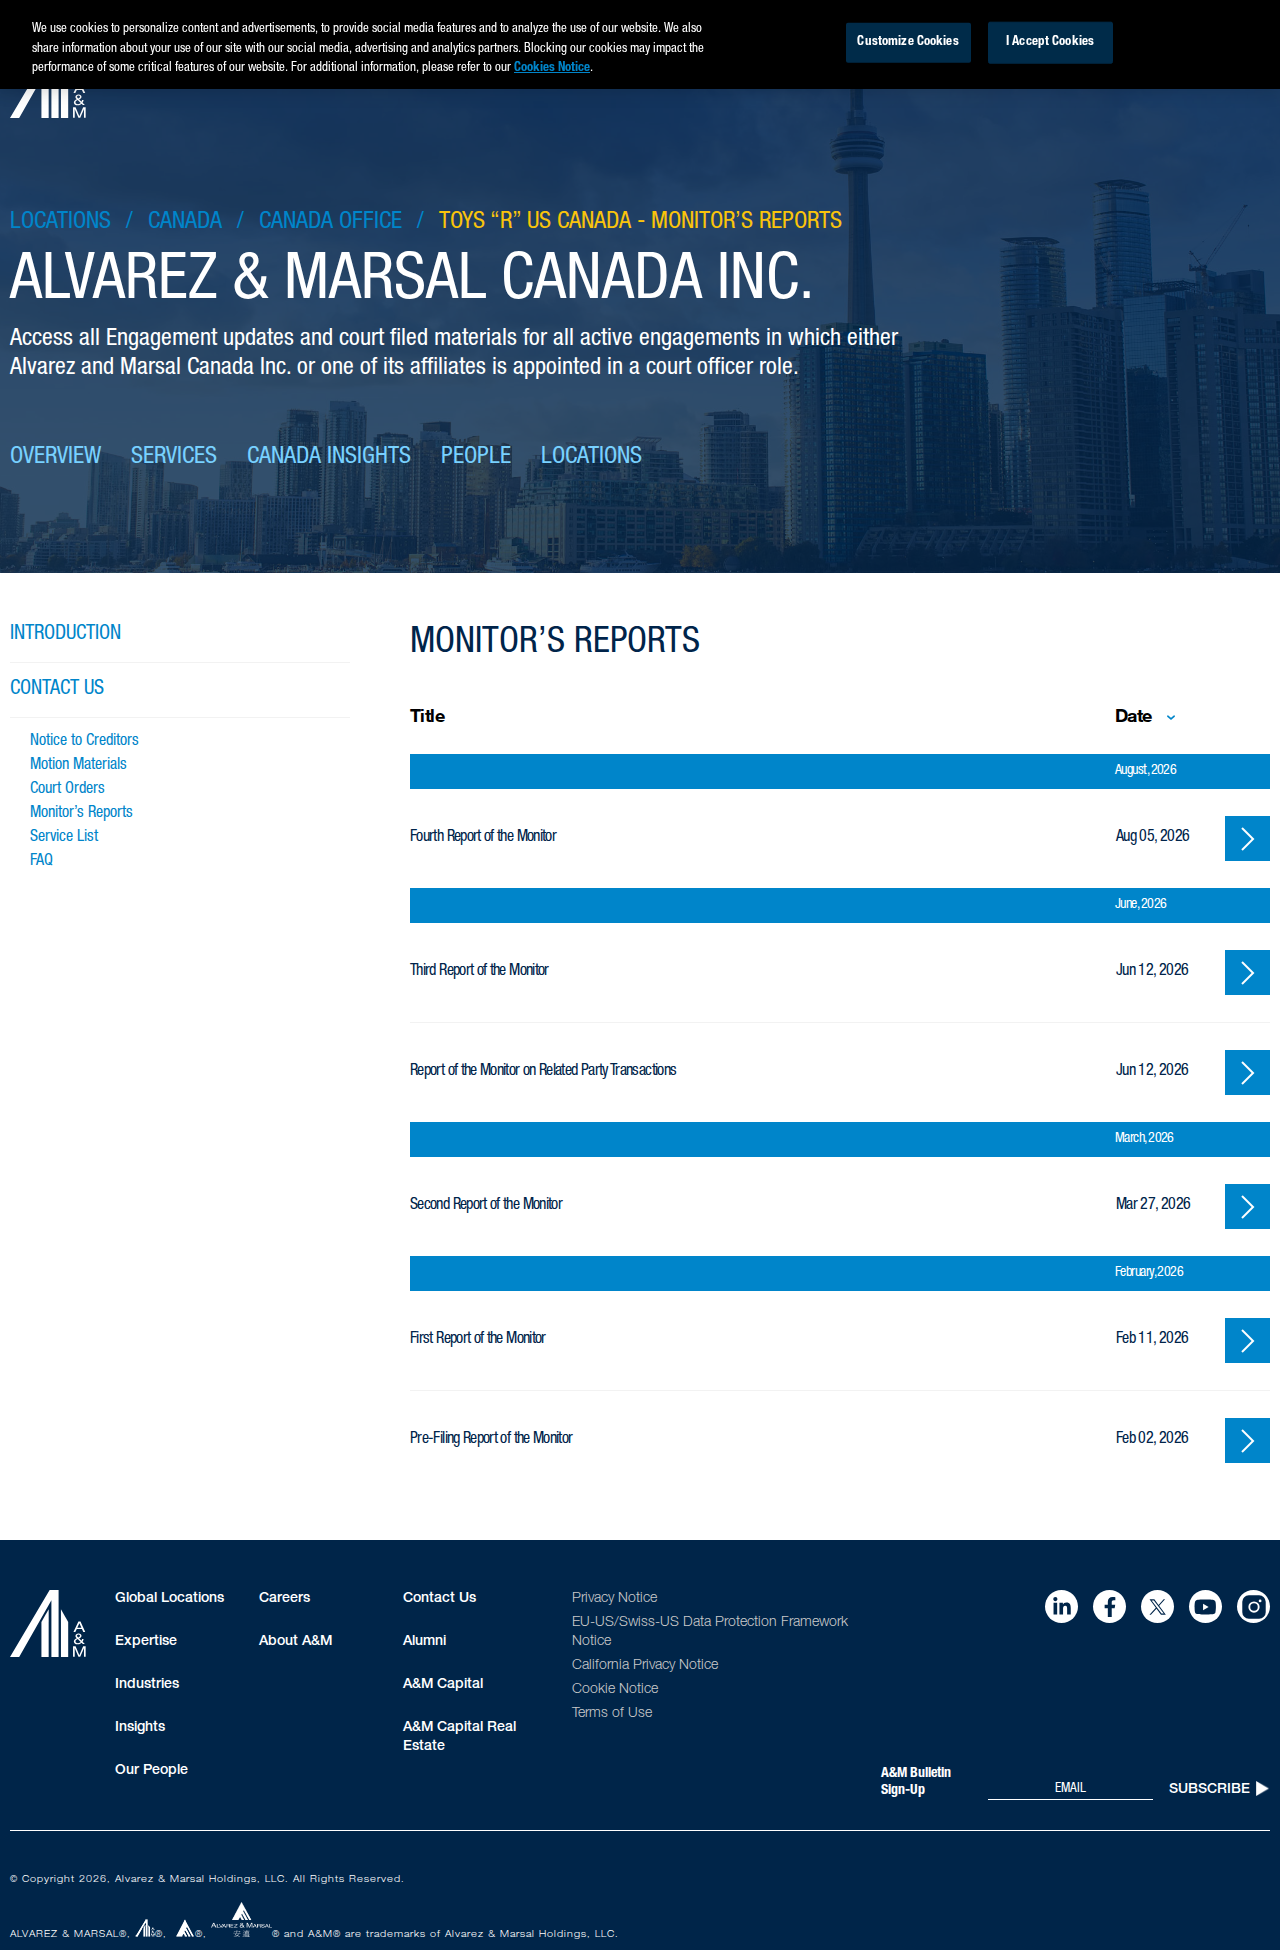 We use cookies to personalize content and advertisements, to provide social media features and to analyze the use of our website. We also
share information about your use of our site with our social media, advertising and analytics partners. Blocking our cookies may impact the
performance of some critical features of our website. For additional information, please refer to our Cookies Notice.
Customize Cookies
I Accept Cookies
A&M
LOCATIONS / CANADA / CANADA OFFICE / TOYS “R” US CANADA - MONITOR’S REPORTS
ALVAREZ & MARSAL CANADA INC.
Access all Engagement updates and court filed materials for all active engagements in which either
Alvarez and Marsal Canada Inc. or one of its affiliates is appointed in a court officer role.
OVERVIEW SERVICES CANADA INSIGHTS PEOPLE LOCATIONS
INTRODUCTION
CONTACT US
Notice to Creditors
Motion Materials
Court Orders
Monitor’s Reports
Service List
FAQ
MONITOR’S REPORTS
Title Date
August, 2026
Fourth Report of the Monitor Aug 05, 2026
June, 2026
Third Report of the Monitor Jun 12, 2026
Report of the Monitor on Related Party Transactions Jun 12, 2026
March, 2026
Second Report of the Monitor Mar 27, 2026
February, 2026
First Report of the Monitor Feb 11, 2026
Pre-Filing Report of the Monitor Feb 02, 2026
A&M
Global Locations
Expertise
Industries
Insights
Our People
Careers
About A&M
Contact Us
Alumni
A&M Capital
A&M Capital Real
Estate
Privacy Notice
EU-US/Swiss-US Data Protection Framework
Notice
California Privacy Notice
Cookie Notice
Terms of Use
A&M Bulletin
Sign-Up
EMAIL
SUBSCRIBE
© Copyright 2026, Alvarez & Marsal Holdings, LLC. All Rights Reserved.
ALVAREZ & MARSAL®, ®, ®, ALVAREZ & MARSAL ® and A&M® are trademarks of Alvarez & Marsal Holdings, LLC.